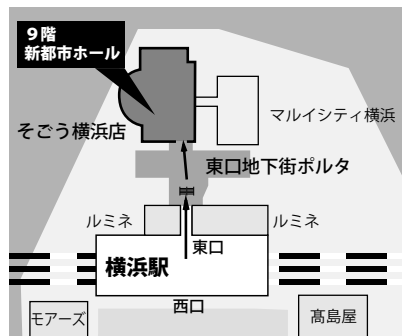 ９階
新都市ホール
そごう横浜店
マルイシティ横浜
東口地下街ポルタ
ルミネ
ルミネ
東口
横浜駅
西口
モアーズ
髙島屋